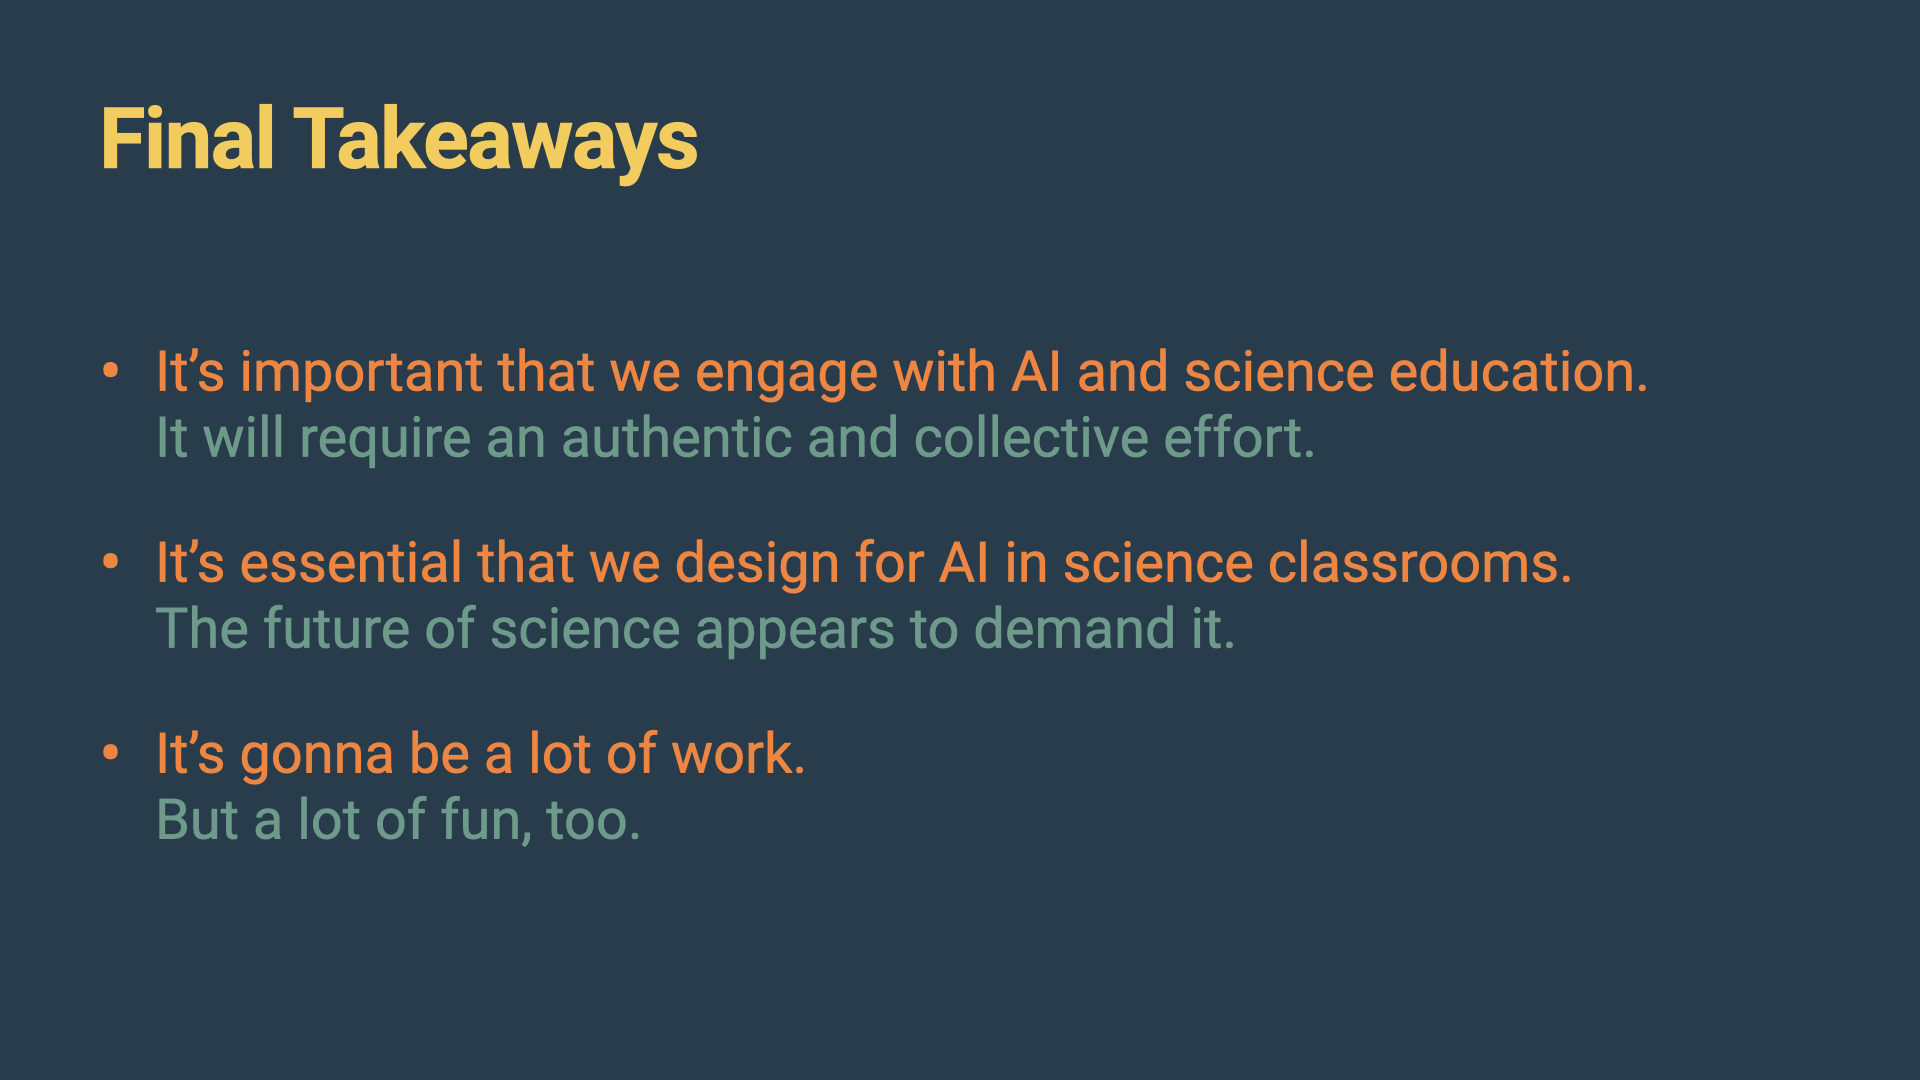 Final Takeaways
• It’s important that we engage with AI and science education.
It will require an authentic and collective effort.
• It’s essential that we design for AI in science classrooms.
The future of science appears to demand it.
• It’s gonna be a lot of work.
But a lot of fun, too.